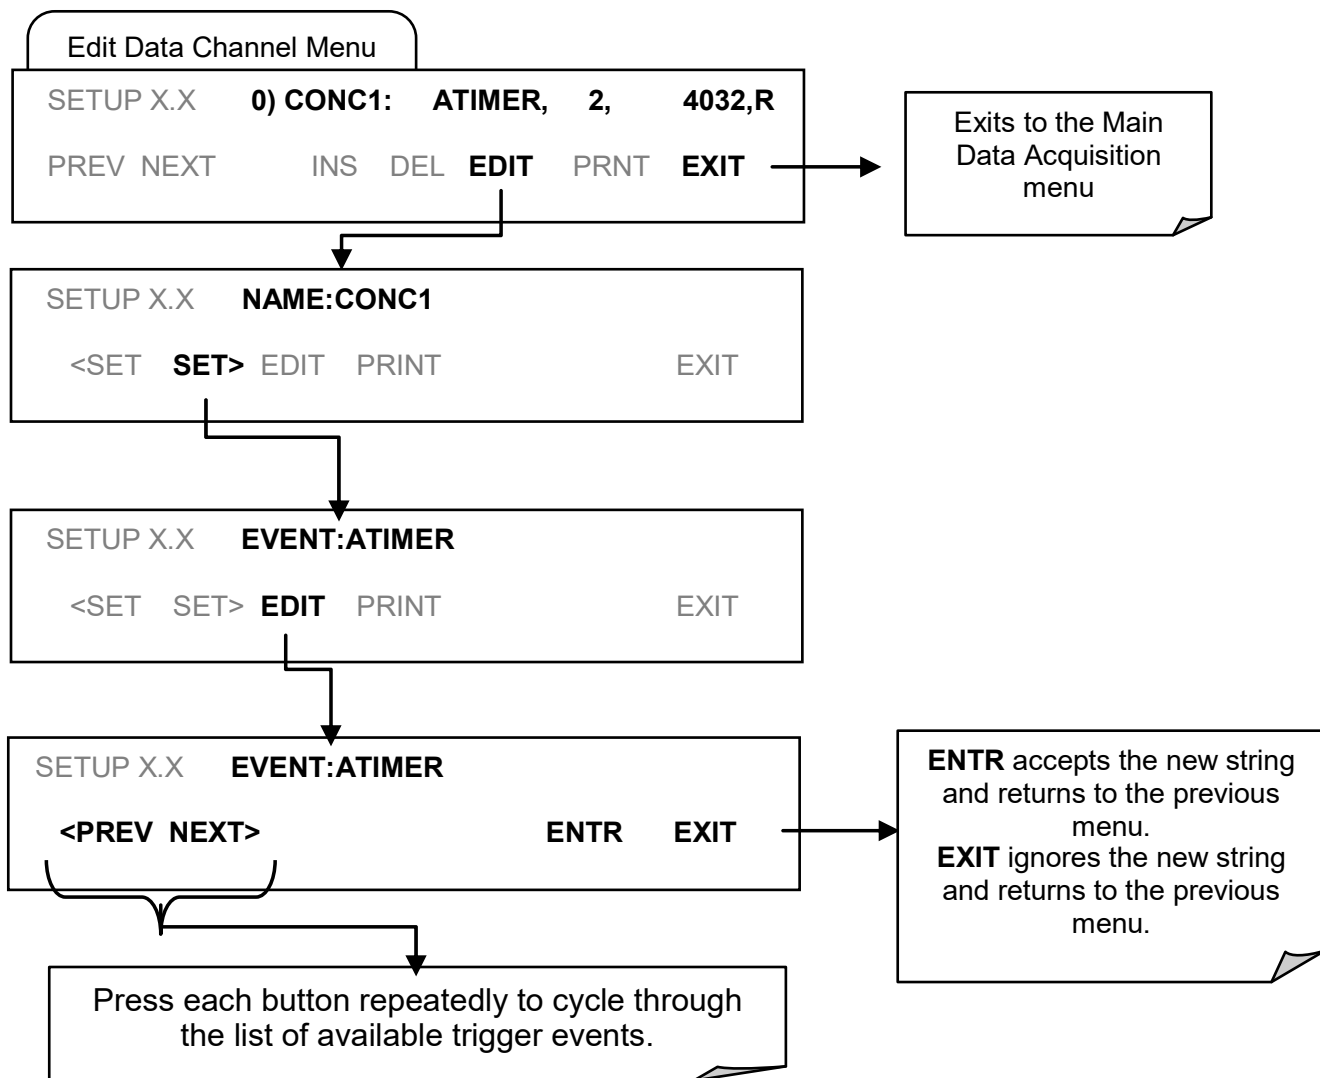 Edit Data Channel Menu
SETUP X.X 0) CONC1: ATIMER, 2, 4032,R
PREV NEXT INS DEL EDIT PRNT EXIT
Exits to the Main
Data Acquisition
menu
SETUP X.X NAME:CONC1
<SET SET> EDIT PRINT EXIT
SETUP X.X EVENT:ATIMER
<SET SET> EDIT PRINT EXIT
SETUP X.X EVENT:ATIMER
<PREV NEXT> ENTR EXIT
ENTR accepts the new string
and returns to the previous
menu.
EXIT ignores the new string
and returns to the previous
menu.
Press each button repeatedly to cycle through
the list of available trigger events.